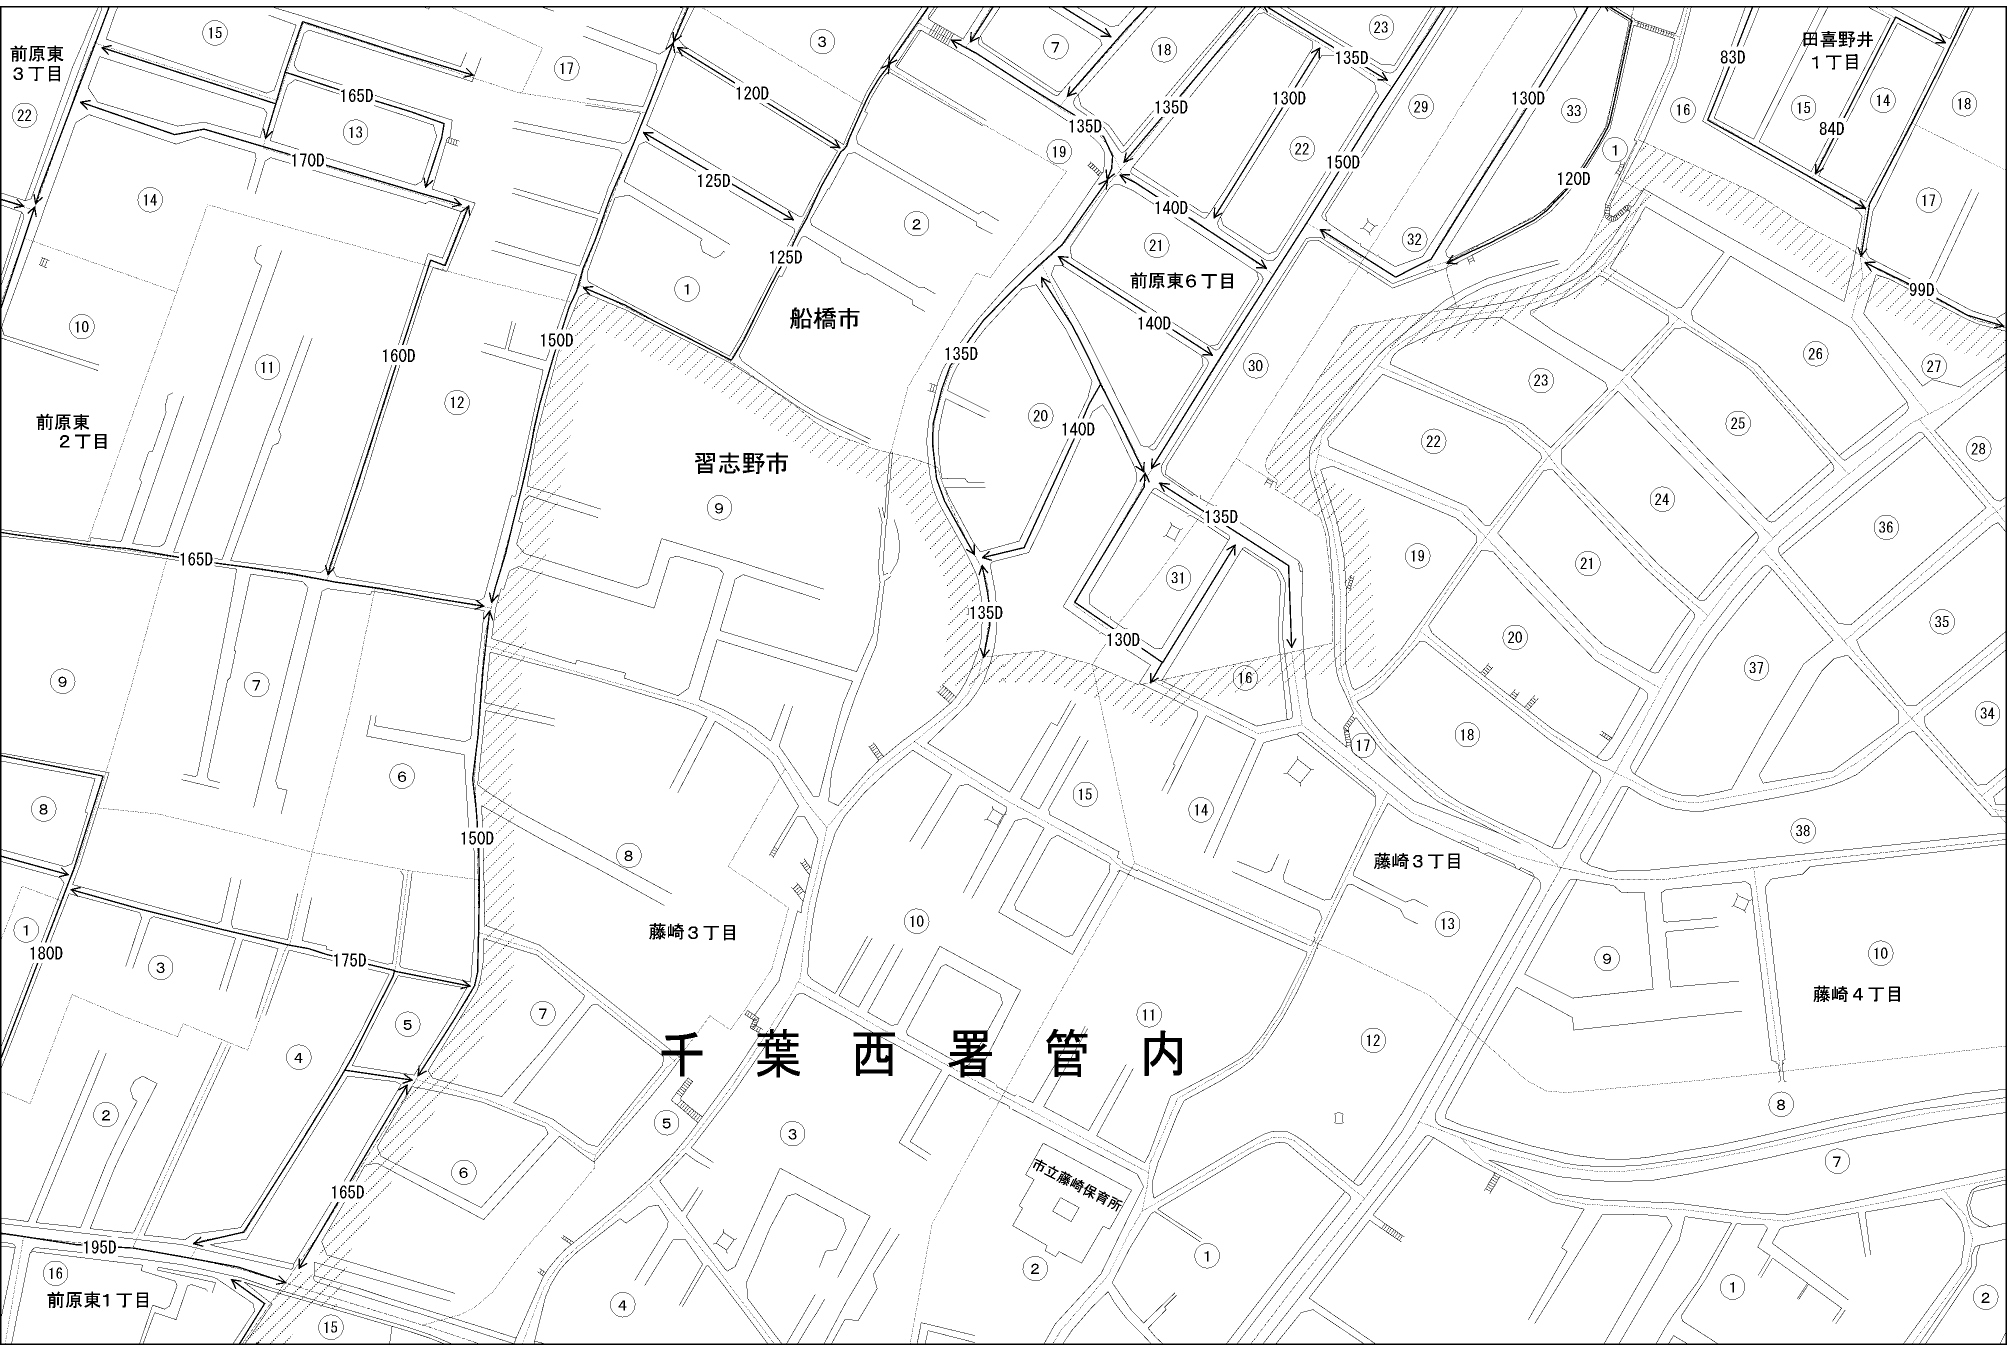 前原東
3丁目
15
17
3
7
18
23
135D
83D
田喜野井
1丁目
22
165D
13
120D
135D
135D
130D
22
29
130D
33
16
15
14
84D
18
170D
14
125D
19
150D
1
120D
140D
17
2
21
32
前原東6丁目
125D
1
99D
10
船橋市
140D
150D
135D
160D
11
30
26
27
23
12
20
140D
25
22
28
前原東
2丁目
習志野市
9
135D
24
36
165D
19
21
31
135D
130D
20
35
9
7
16
37
34
18
17
6
15
14
8
150D
38
8
藤崎3丁目
10
藤崎3丁目
13
1
180D
3
175D
9
10
藤崎4丁目
5
7
11
4
千葉西署管内
12
2
5
3
8
6
7
市立藤崎保育所
165D
195D
1
2
16
前原東1丁目
15
4
1
2